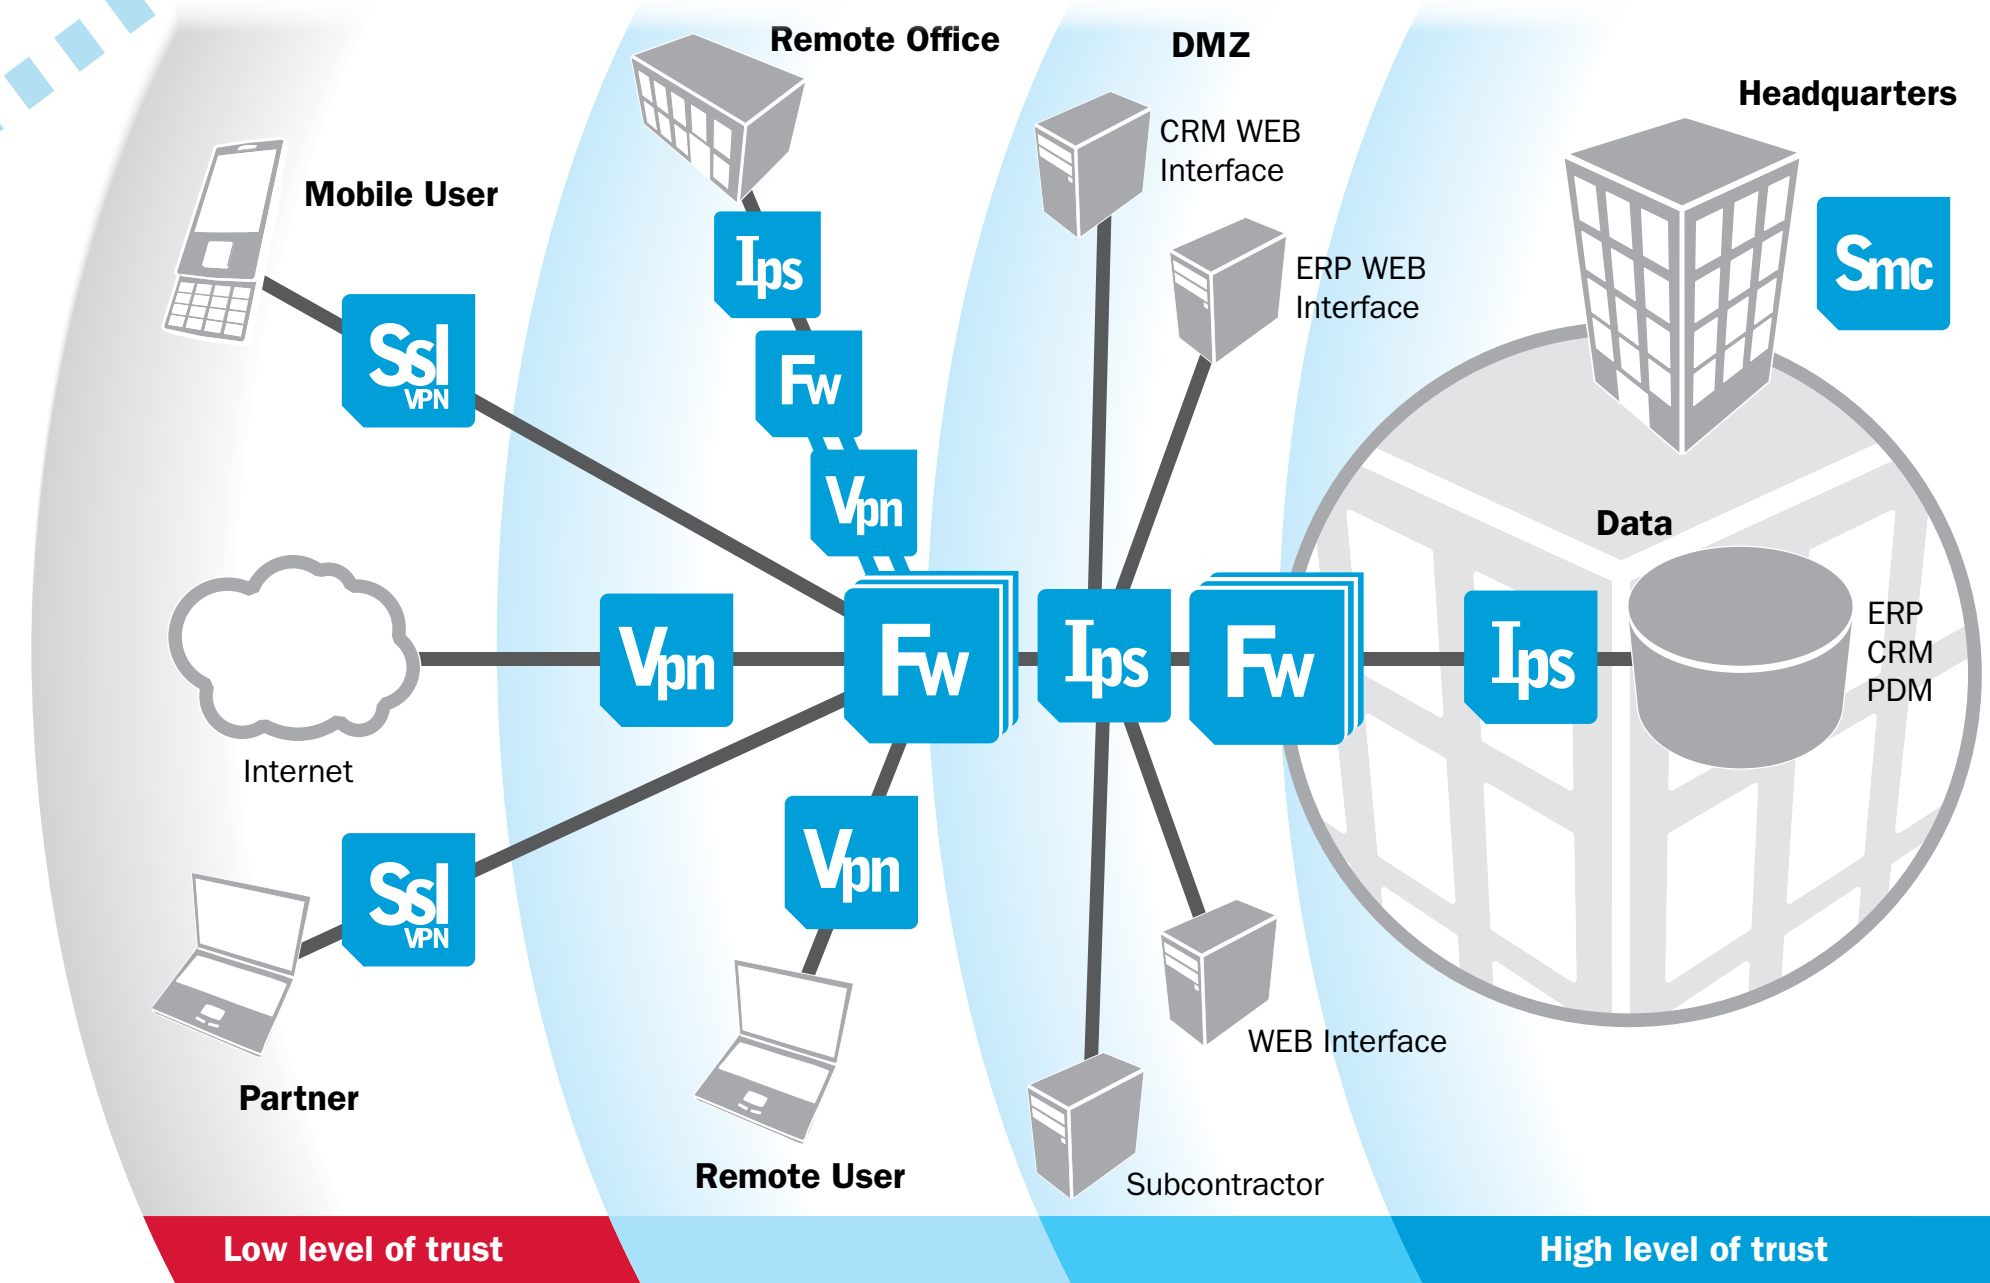 Remote Office
DMZ
Headquarters
CRM WEB
Interface
Mobile User
Ips
Smc
ERP WEB
Interface
Ssl
VPN
Fw
Vpn
Data
Vpn
Fw
Ips
Fw
Ips
ERP
CRM
PDM
Internet
Vpn
Ssl
VPN
WEB Interface
Partner
Remote User
Subcontractor
Low level of trust
High level of trust